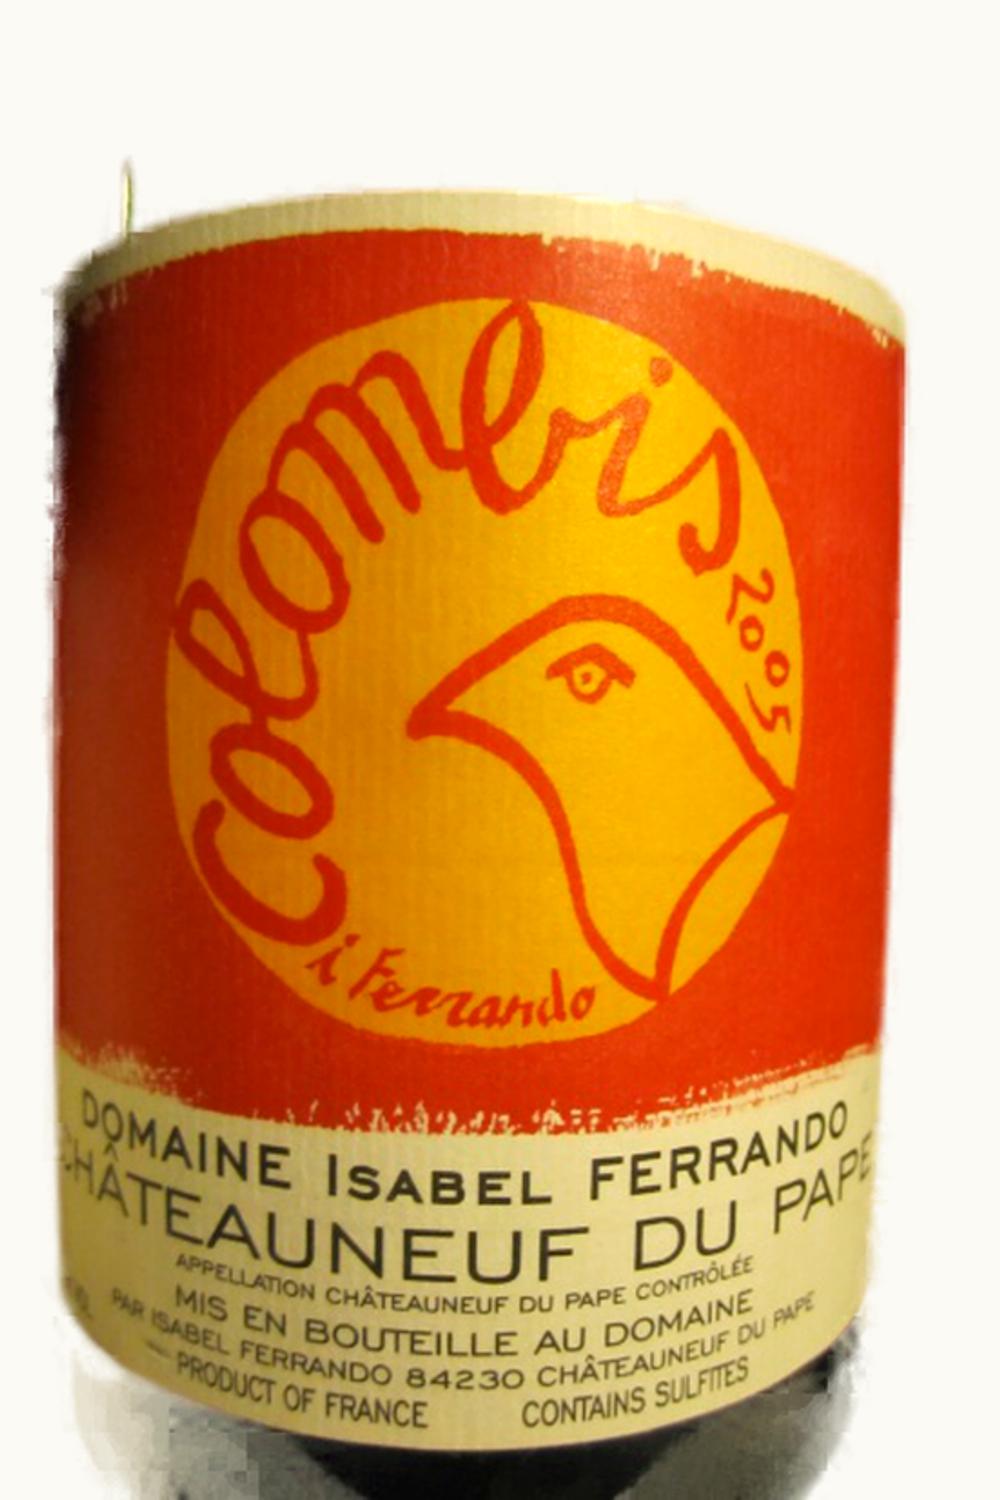 Colombis 2005
i Ferrando
DOMAINE ISABEL FERRANDO
CHÂTEAUNEUF DU PAPE
APPELLATION CHÂTEAUNEUF DU PAPE CONTRÔLÉE
MIS EN BOUTEILLE AU DOMAINE
PAR ISABEL FERRANDO 84230 CHÂTEAUNEUF DU PAPE
PRODUCT OF FRANCE CONTAINS SULFITES